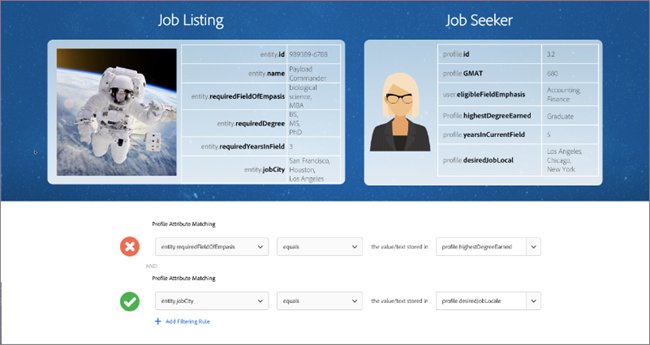 Job Listing
Job Seeker
entity.id 989389-6768
entity.name Payload Commander
entity.requiredFieldOfEmpasis biological science, MBA
entity.requiredDegree BS, MS, PhD
entity.requiredYearsInField 3
entity.jobCity San Francisco, Houston, Los Angeles
profile.id 3.2
profile.GMAT 680
user.eligibleFieldEmphasis Accounting, Finance
Profile.highestDegreeEarned Graduate
profile.yearsInCurrentField 5
profile.desiredJobLocal Los Angeles, Chicago, New York
Profile Attribute Matching
entity.requiredFieldOfEmpasis equals the value/text stored in profile.highestDegreeEarned
AND
Profile Attribute Matching
entity.jobCity equals the value/text stored in profile.desiredJobLocale
+ Add Filtering Rule